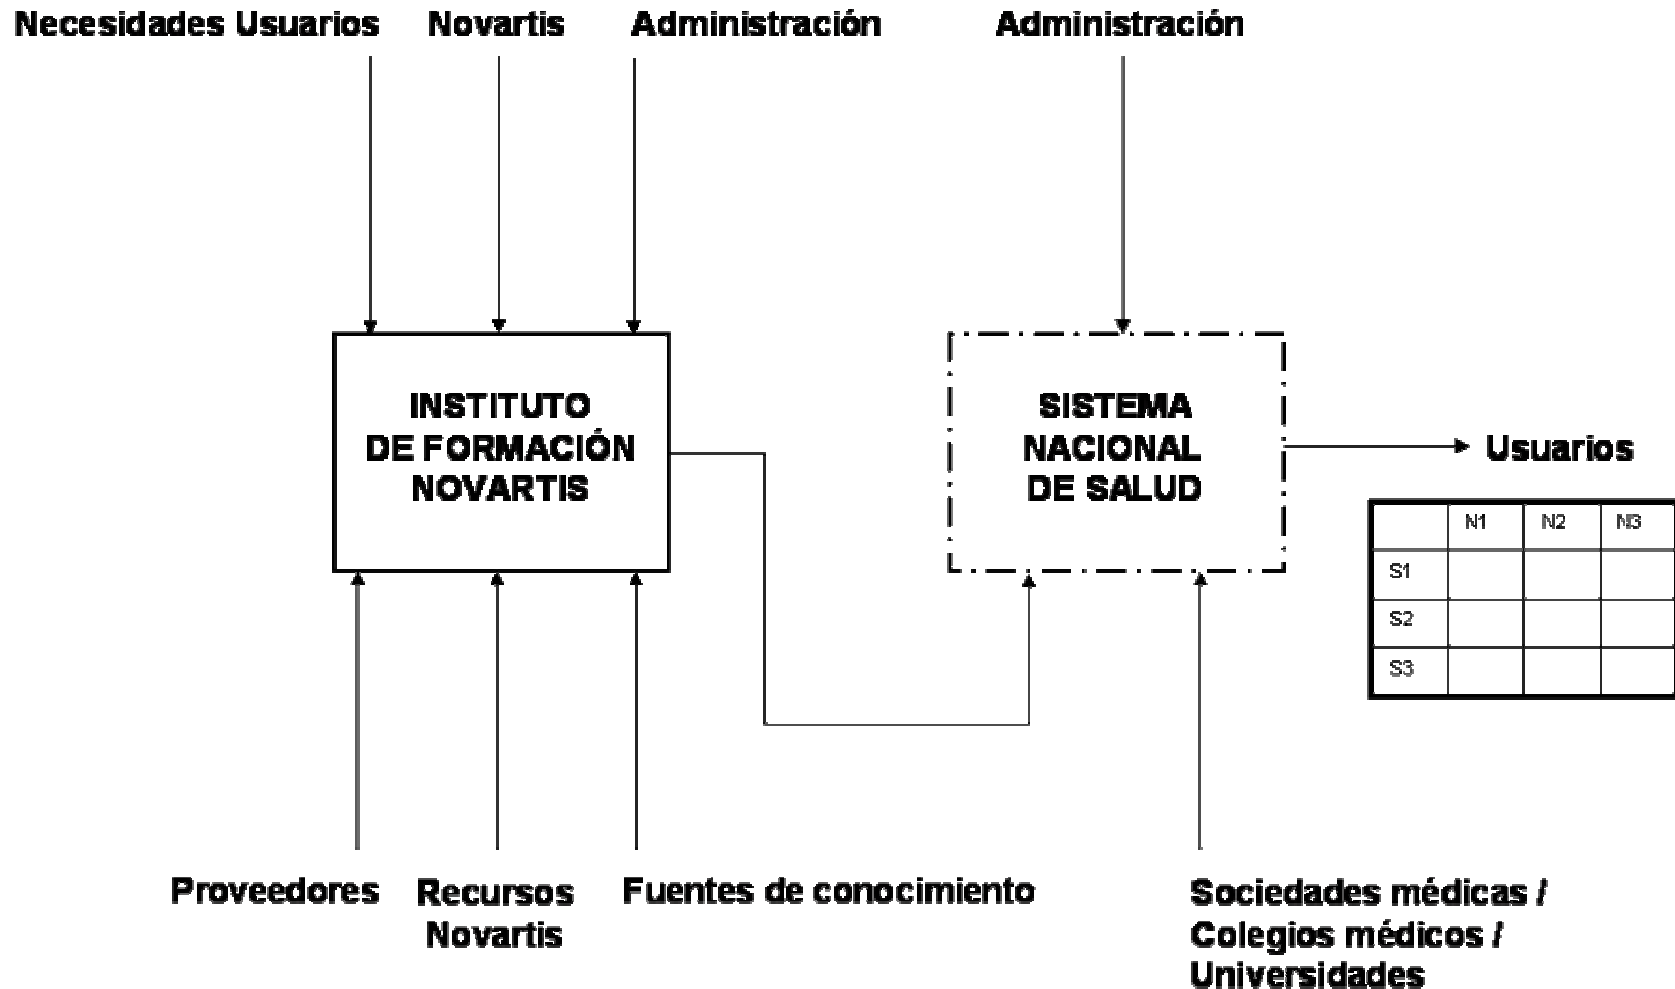 Necesidades Usuarios
Novartis
Administración
Administración
INSTITUTO
DE FORMACIÓN
NOVARTIS
SISTEMA
NACIONAL
DE SALUD
Usuarios
N1 N2 N3
S1
S2
S3
Proveedores
Recursos
Novartis
Fuentes de conocimiento
Sociedades médicas /
Colegios médicos /
Universidades